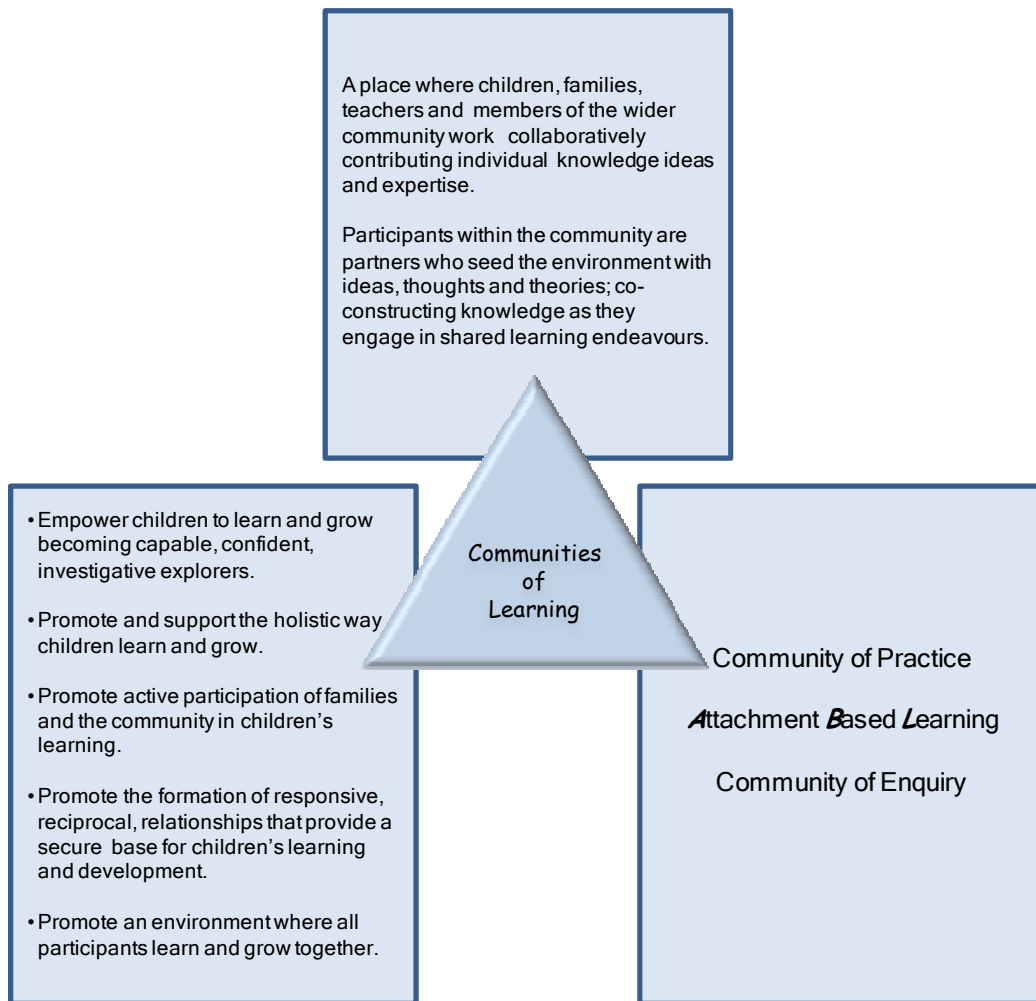 A place where children, families,
teachers and members of the wider
community work collaboratively
contributing individual knowledge ideas
and expertise.
Participants within the community are
partners who seed the environment with
ideas, thoughts and theories; co-
constructing knowledge as they
engage in shared learning endeavours.
Communities
of
Learning
• Empower children to learn and grow
becoming capable, confident,
investigative explorers.
• Promote and support the holistic way
children learn and grow.
• Promote active participation of families
and the community in children's
learning.
• Promote the formation of responsive,
reciprocal, relationships that provide a
secure base for children's learning
and development.
• Promote an environment where all
participants learn and grow together.
Community of Practice
Attachment Based Learning
Community of Enquiry